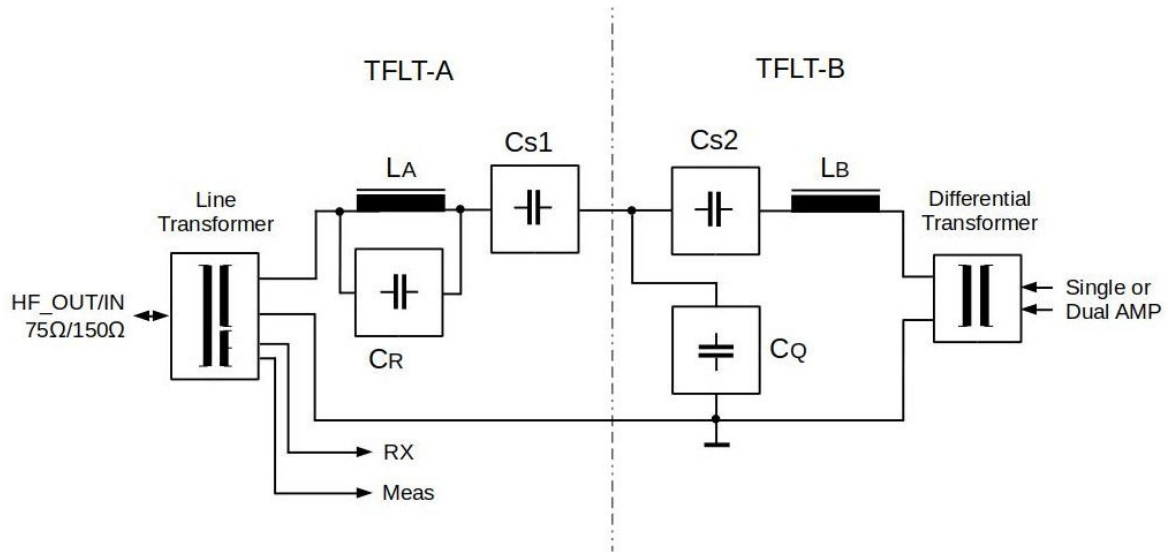 TFLT-A
TFLT-B
Cs1
Cs2
LA
LB
Line
Transformer
Differential
Transformer
HF_OUT/IN
75Ω/150Ω
Single or
Dual AMP
CR
CQ
RX
Meas